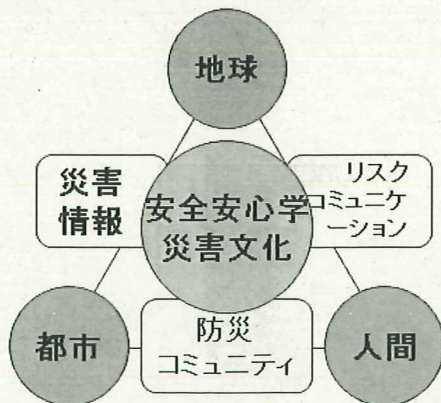 地球
災害
情報
安全安心学
災害文化
リスク
コミュニケ
ーション
都市
防災
コミュニティ
人間